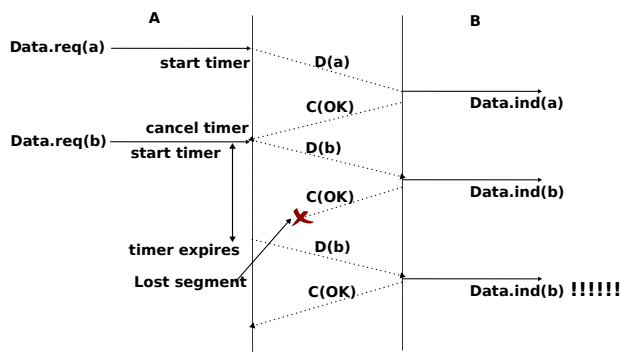 A
B
Data.req(a)
start timer
D(a)
Data.ind(a)
C(OK)
cancel timer
Data.req(b)
start timer
D(b)
Data.ind(b)
C(OK)
timer expires
D(b)
Lost segment
C(OK)
Data.ind(b) !!!!!!